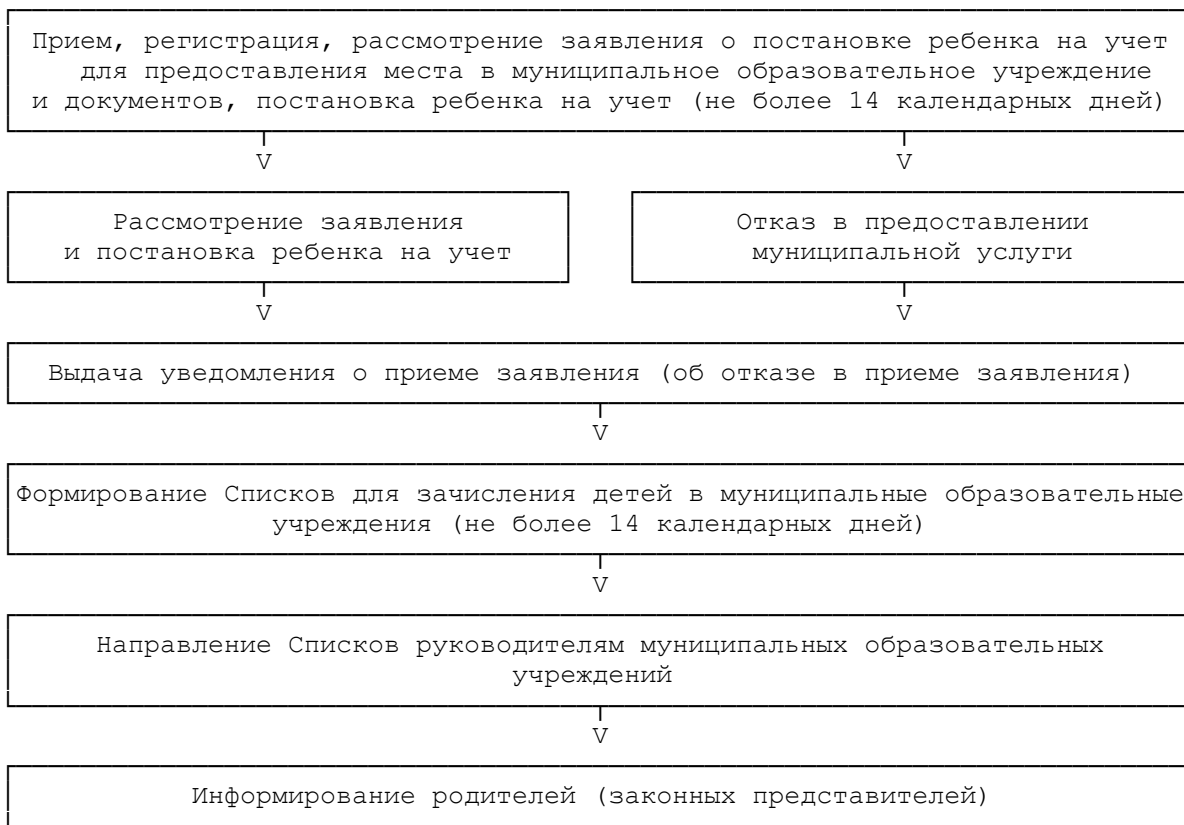 Прием, регистрация, рассмотрение заявления о постановке ребенка на учет
для предоставления места в муниципальное образовательное учреждение
и документов, постановка ребенка на учет (не более 14 календарных дней)
V V
Рассмотрение заявления
и постановка ребенка на учет
Отказ в предоставлении
муниципальной услуги
V V
Выдача уведомления о приеме заявления (об отказе в приеме заявления)
V
Формирование Списков для зачисления детей в муниципальные образовательные
учреждения (не более 14 календарных дней)
V
Направление Списков руководителям муниципальных образовательных
учреждений
V
Информирование родителей (законных представителей)